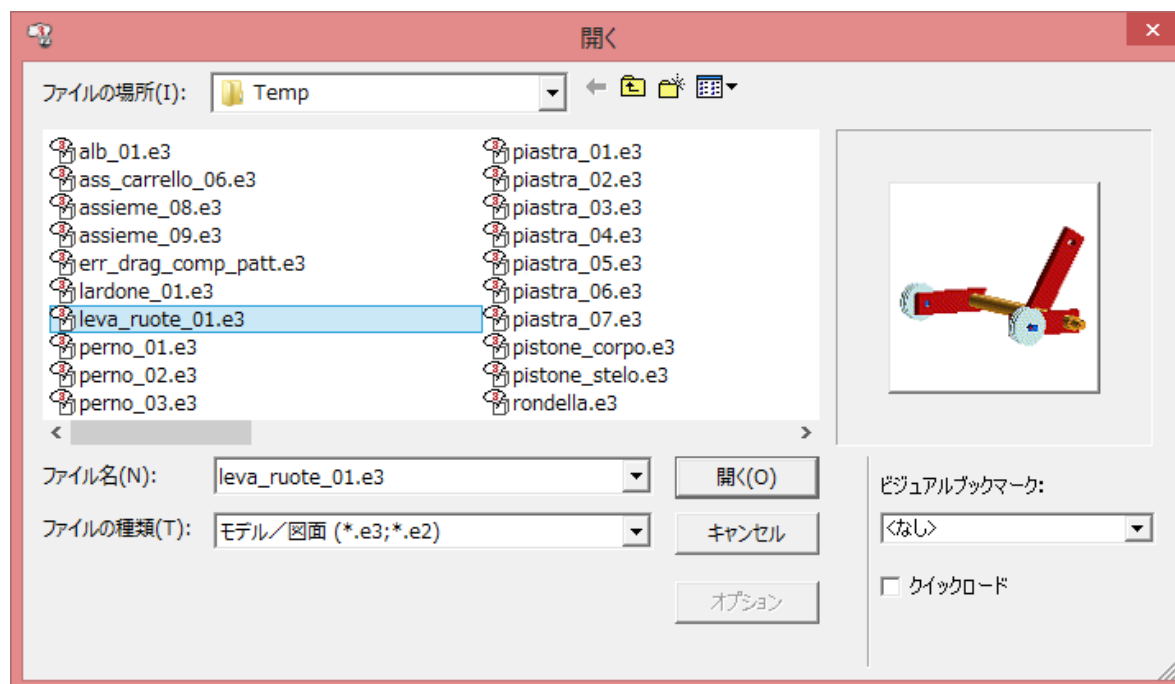 開く
ファイルの場所(I):
Temp
alb_01.e3
ass_carrello_06.e3
assieme_08.e3
assieme_09.e3
err_drag_comp_patt.e3
lardone_01.e3
leva_ruote_01.e3
perno_01.e3
perno_02.e3
perno_03.e3
piastra_01.e3
piastra_02.e3
piastra_03.e3
piastra_04.e3
piastra_05.e3
piastra_06.e3
piastra_07.e3
pistone_corpo.e3
pistone_stelo.e3
rondella.e3
ファイル名(N):
leva_ruote_01.e3
開く(O)
ファイルの種類(T):
モデル／図面 (*.e3;*.e2)
キャンセル
オプション
ビジュアルブックマーク:
<なし>
クイックロード